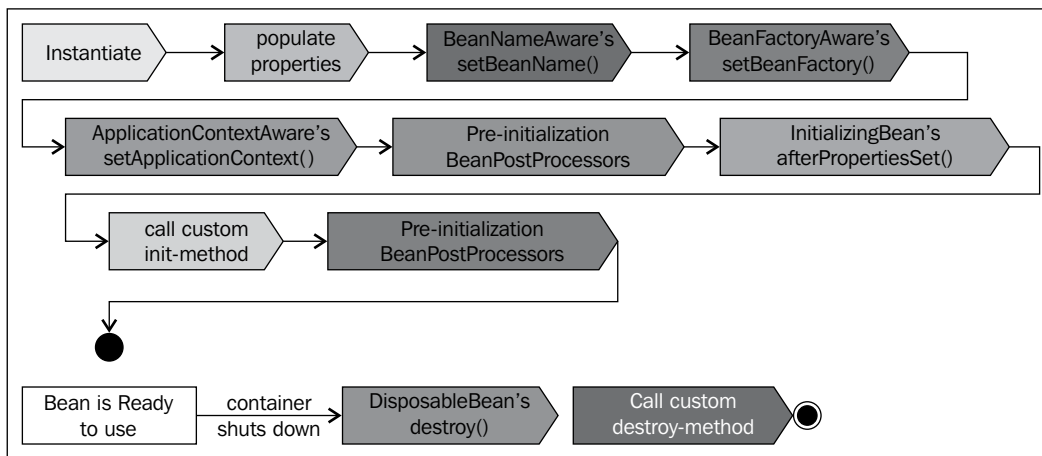 Instantiate
populate
properties
BeanNameAware's
setBeanName()
BeanFactoryAware's
setBeanFactory()
ApplicationContextAware's
setApplicationContext()
Pre-initialization
BeanPostProcessors
InitializingBean's
afterPropertiesSet()
call custom
init-method
Pre-initialization
BeanPostProcessors
Bean is Ready
to use
container
shuts down
DisposableBean's
destroy()
Call custom
destroy-method